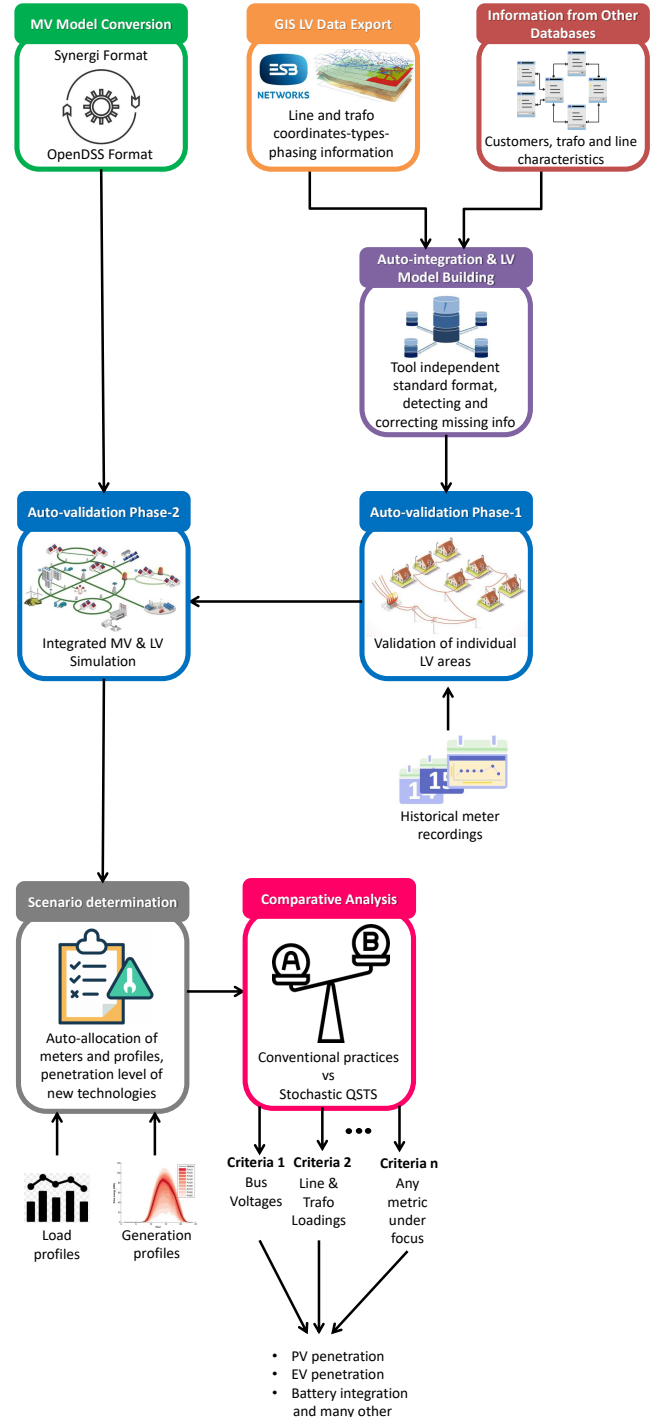 MV Model Conversion
Synergi Format
OpenDSS Format
GIS LV Data Export
ESB
NETWORKS
Line and trafo
coordinates-types-
phasing information
Information from Other
Databases
Customers, trafo and line
characteristics
Auto-integration & LV
Model Building
Tool independent
standard format,
detecting and
correcting missing info
Auto-validation Phase-2
Integrated MV & LV
Simulation
Auto-validation Phase-1
Validation of individual
LV areas
Historical meter
recordings
Scenario determination
Auto-allocation of
meters and profiles,
penetration level of
new technologies
Comparative Analysis
A
B
Conventional practices
vs
Stochastic QSTS
Load
profiles
Generation
profiles
Criteria 1
Bus
Voltages
Criteria 2
Line &
Trafo
Loadings
Criteria n
Any
metric
under
focus
• PV penetration
• EV penetration
• Battery integration
and many other